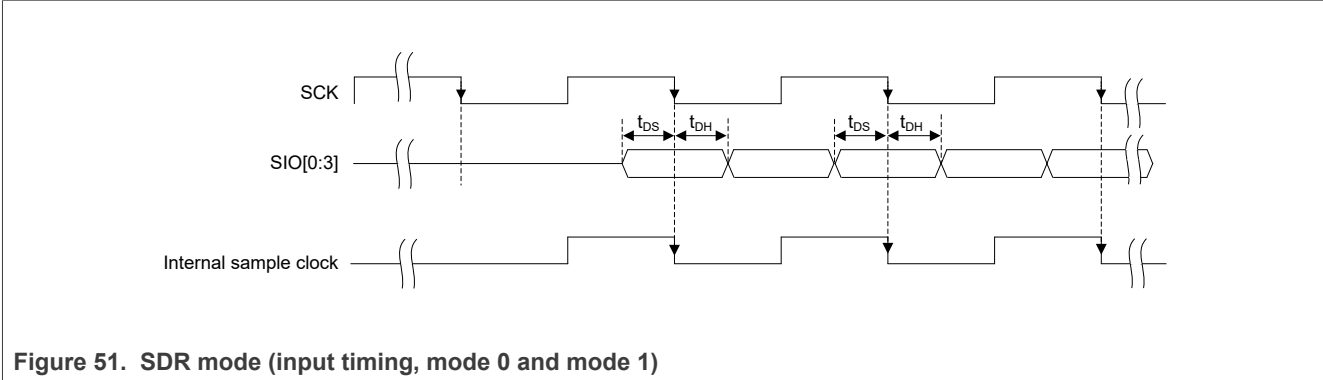 SCK
tDS tDH tDS tDH
SIO[0:3]
Internal sample clock
Figure 51. SDR mode (input timing, mode 0 and mode 1)